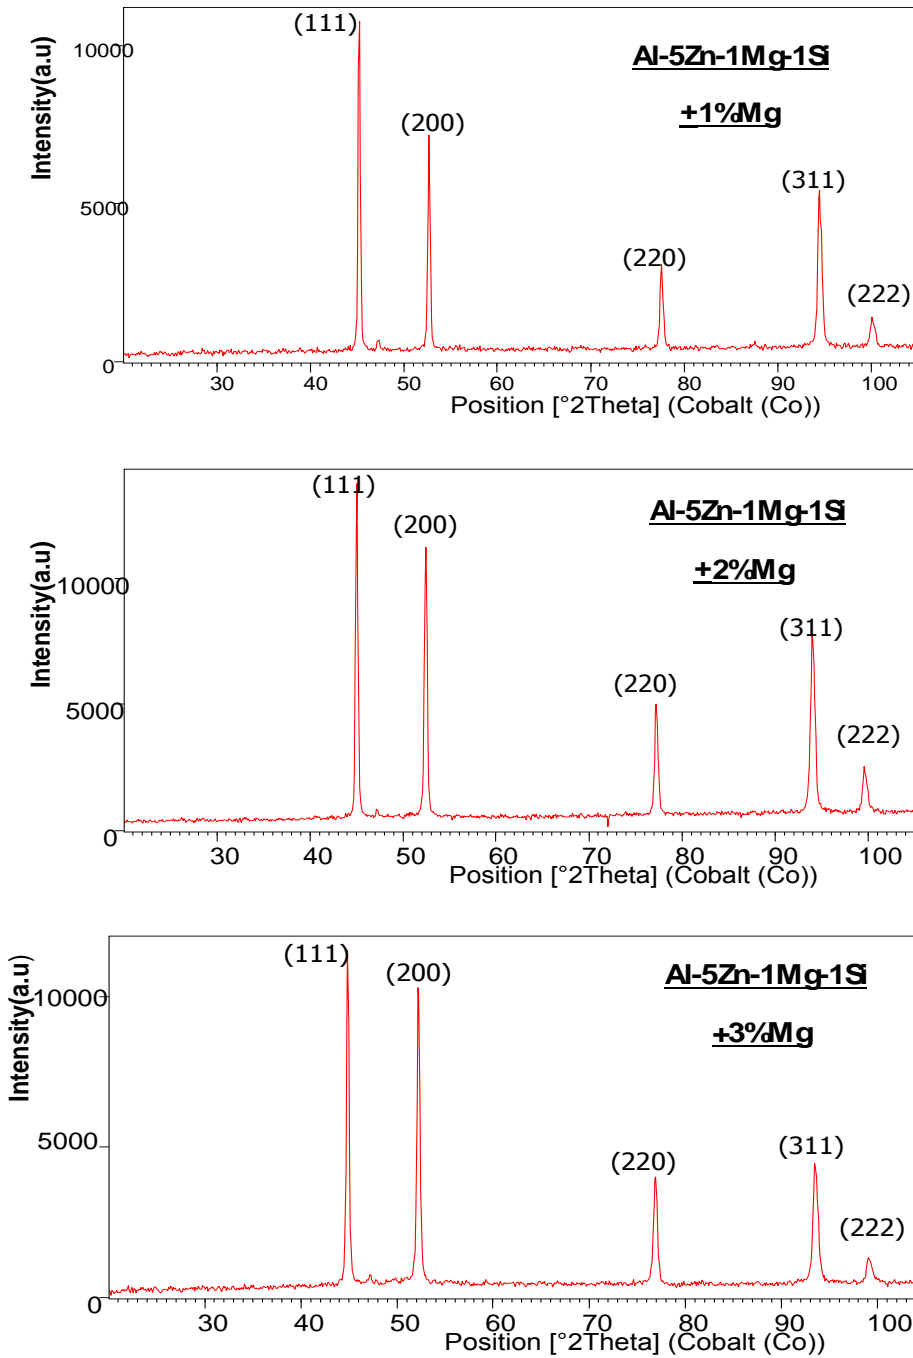 (111)
10000
Al-5Zn-1Mg-1Si
+1%Mg
(200)
(311)
5000
(220)
(222)
0
30 40 50 60 70 80 90 100
Intensity(a.u)
Position [°2Theta] (Cobalt (Co))
(111)
Al-5Zn-1Mg-1Si
(200)
+2%Mg
10000
(311)
(220)
5000
(222)
0
30 40 50 60 70 80 90 100
Intensity(a.u)
Position [°2Theta] (Cobalt (Co))
(111)
(200)
Al-5Zn-1Mg-1Si
10000
+3%Mg
5000
(220)
(311)
(222)
0
30 40 50 60 70 80 90 100
Intensity(a.u)
Position [°2Theta] (Cobalt (Co))